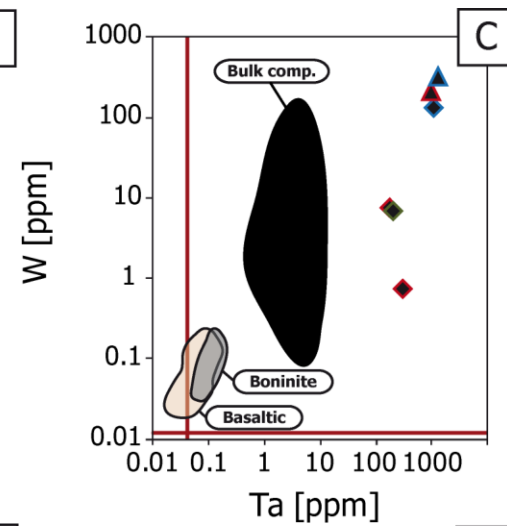 C
1000
Bulk comp.
100
10
W [ppm]
1
0.1
Boninite
Basaltic
0.01
0.01 0.1 1 10 100 1000
Ta [ppm]